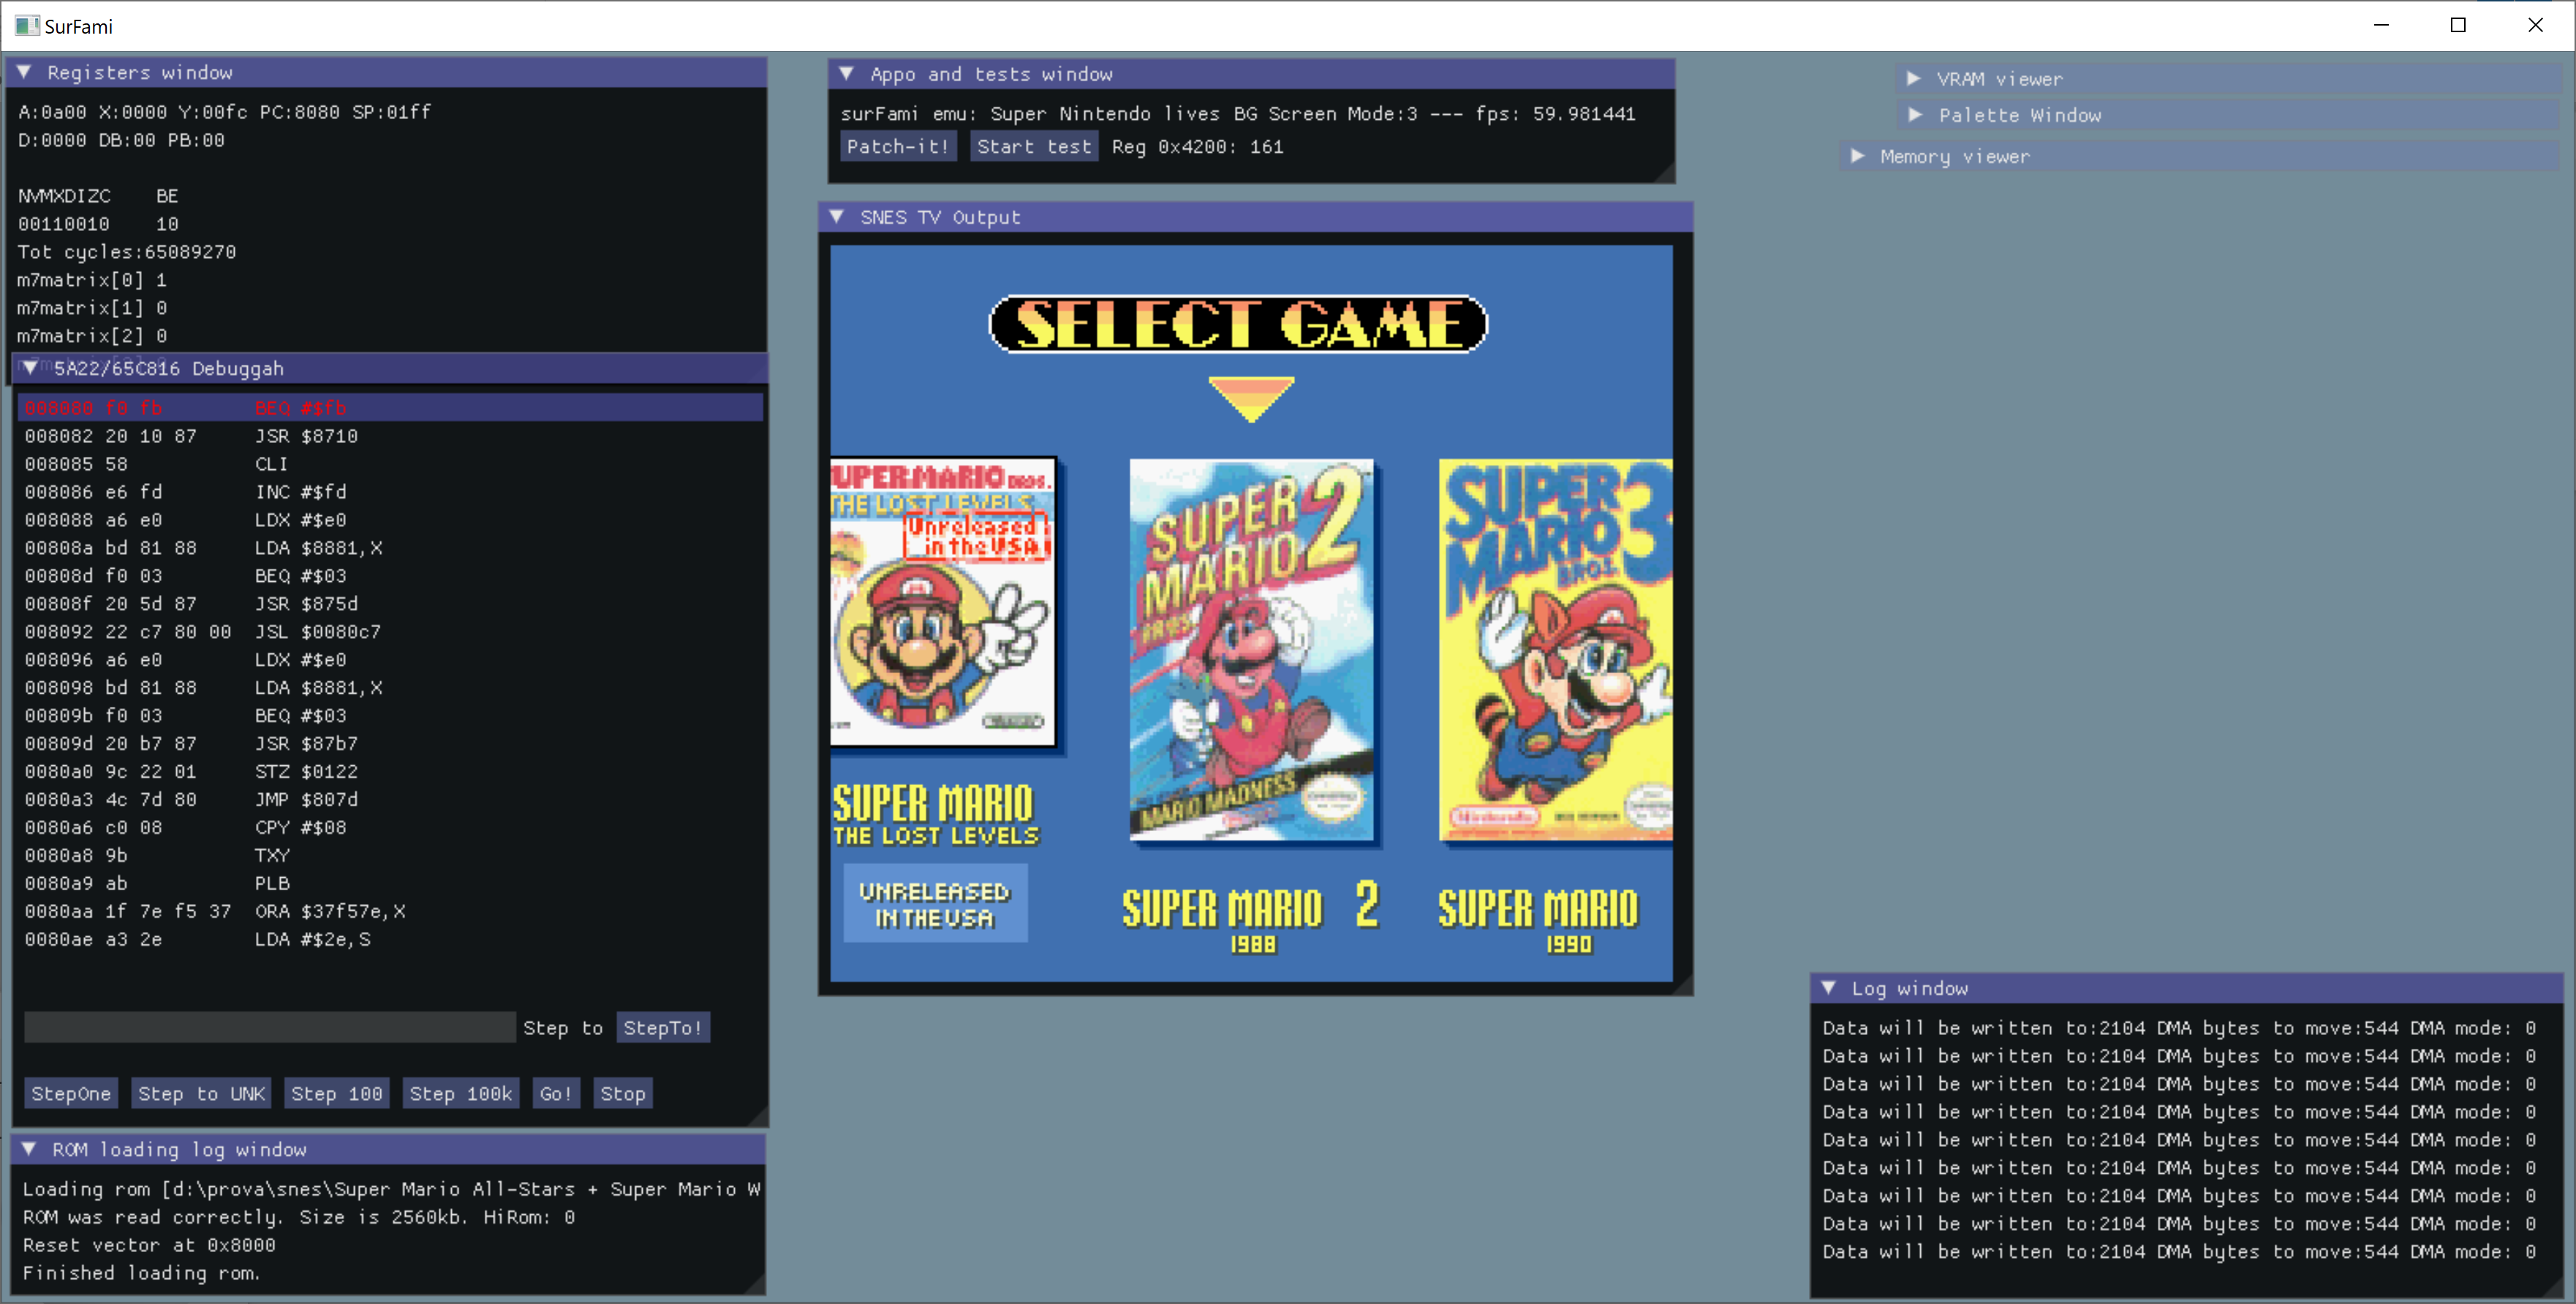 SurFami
Registers window
A:0a00 X:0000 Y:00fc PC:8080 SP:01ff
D:0000 DB:00 PB:00
NVMXDIZC BE
00110010 10
Tot cycles:65089270
m7matrix[0] 1
m7matrix[1] 0
m7matrix[2] 0
5A22/65C816 Debuggah
008080 f0 fb BEQ #$fb
008082 20 10 87 JSR $8710
008085 58 CLI
008086 e6 fd INC #$fd
008088 a6 e0 LDX #$e0
00808a bd 81 88 LDA $8881,X
00808d f0 03 BEQ #$03
00808f 20 5d 87 JSR $875d
008092 22 c7 80 00 JSL $0080c7
008096 a6 e0 LDX #$e0
008098 bd 81 88 LDA $8881,X
00809b f0 03 BEQ #$03
00809d 20 b7 87 JSR $87b7
0080a0 9c 22 01 STZ $0122
0080a3 4c 7d 80 JMP $807d
0080a6 c0 08 CPY #$08
0080a8 9b TXY
0080a9 ab PLB
0080aa 1f 7e f5 37 ORA $37f57e,X
0080ae a3 2e LDA #$2e,S
Step to StepTo!
StepOne Step to UNK Step 100 Step 100k Go! Stop
ROM loading log window
Loading rom [d:\prova\snes\Super Mario All-Stars + Super Mario W
ROM was read correctly. Size is 2560kb. HiRom: 0
Reset vector at 0x8000
Finished loading rom.
Appo and tests window
surFami emu: Super Nintendo lives BG Screen Mode:3 --- fps: 59.981441
Patch-it! Start test Reg 0x4200: 161
SNES TV Output
SELECT GAME
UPER MARIO BROS.
THE LOST LEVELS
Unreleased
in the USA
SUPER MARIO
THE LOST LEVELS
UNRELEASED
IN THE USA
SUPER
MARIO 2
MARIO MADNESS
SUPER MARIO 2
1988
SUPER
MARIO 3
BROS.
Nintendo
SUPER MARIO
1990
VRAM viewer
Palette Window
Memory viewer
Log window
Data will be written to:2104 DMA bytes to move:544 DMA mode: 0
Data will be written to:2104 DMA bytes to move:544 DMA mode: 0
Data will be written to:2104 DMA bytes to move:544 DMA mode: 0
Data will be written to:2104 DMA bytes to move:544 DMA mode: 0
Data will be written to:2104 DMA bytes to move:544 DMA mode: 0
Data will be written to:2104 DMA bytes to move:544 DMA mode: 0
Data will be written to:2104 DMA bytes to move:544 DMA mode: 0
Data will be written to:2104 DMA bytes to move:544 DMA mode: 0
Data will be written to:2104 DMA bytes to move:544 DMA mode: 0